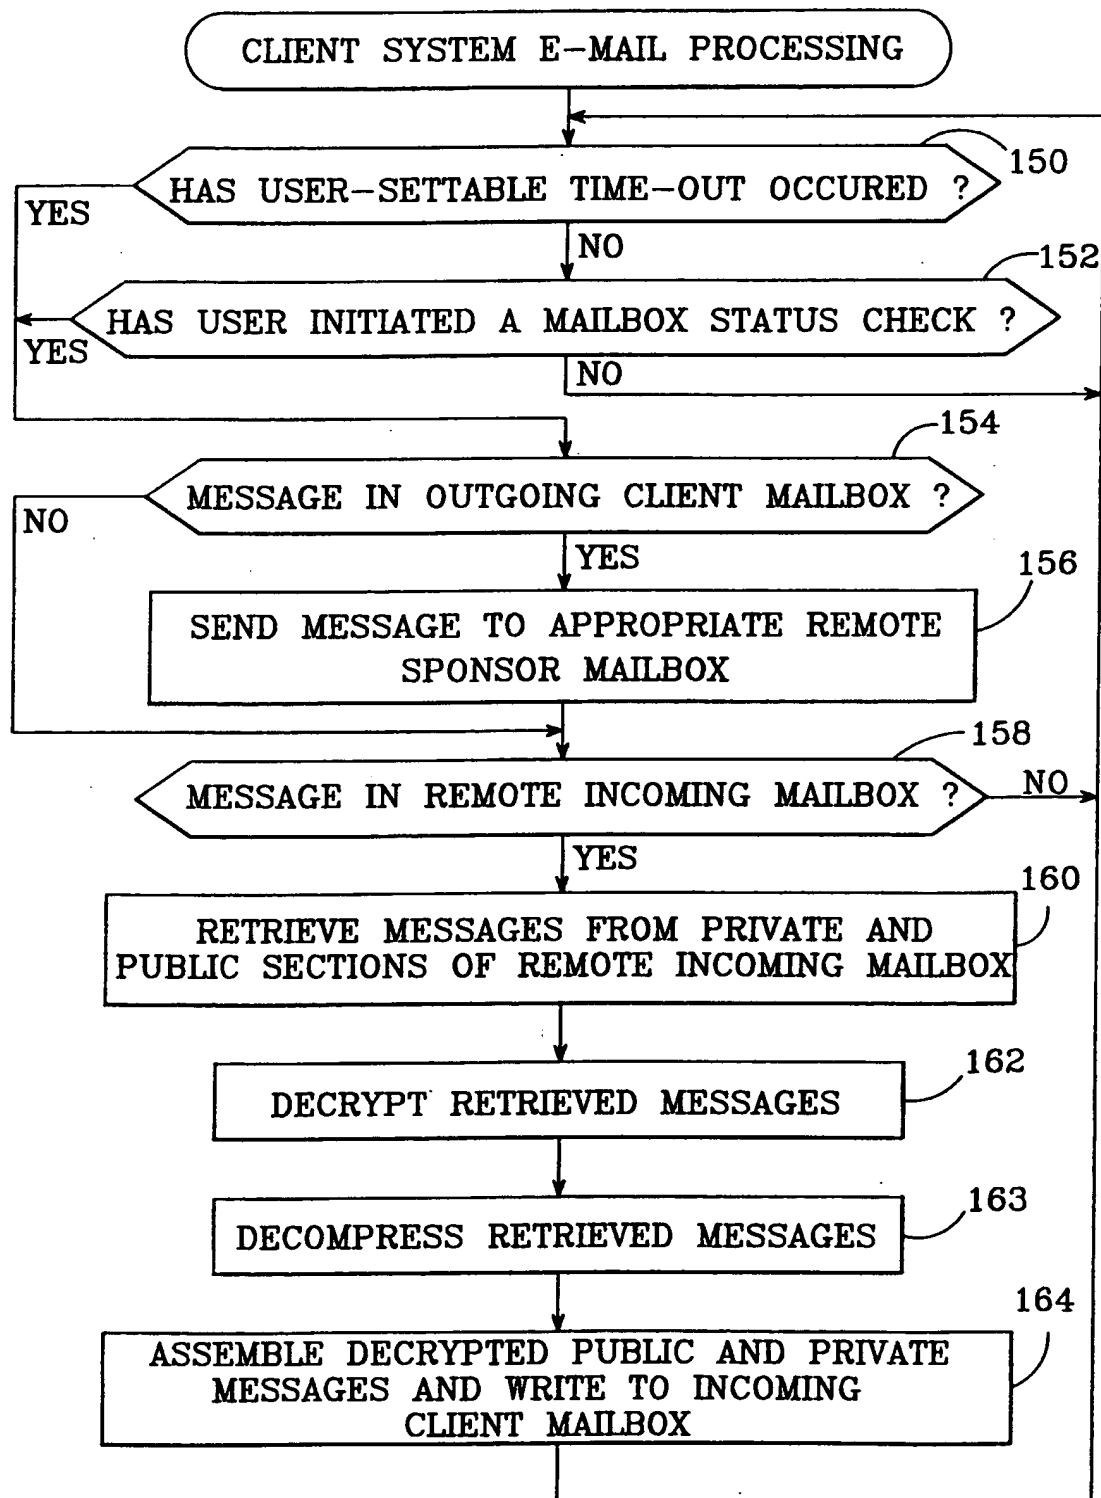 CLIENT SYSTEM E-MAIL PROCESSING
150
HAS USER-SETTABLE TIME-OUT OCCURED ?
YES
NO
152
HAS USER INITIATED A MAILBOX STATUS CHECK ?
YES
NO
154
MESSAGE IN OUTGOING CLIENT MAILBOX ?
NO
YES
156
SEND MESSAGE TO APPROPRIATE REMOTE
SPONSOR MAILBOX
158
MESSAGE IN REMOTE INCOMING MAILBOX ?
NO
YES
160
RETRIEVE MESSAGES FROM PRIVATE AND
PUBLIC SECTIONS OF REMOTE INCOMING MAILBOX
162
DECRYPT RETRIEVED MESSAGES
163
DECOMPRESS RETRIEVED MESSAGES
164
ASSEMBLE DECRYPTED PUBLIC AND PRIVATE
MESSAGES AND WRITE TO INCOMING
CLIENT MAILBOX